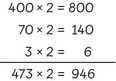 400 × 2 = 800
70 × 2 = 140
3 × 2 = 6
473 × 2 = 946